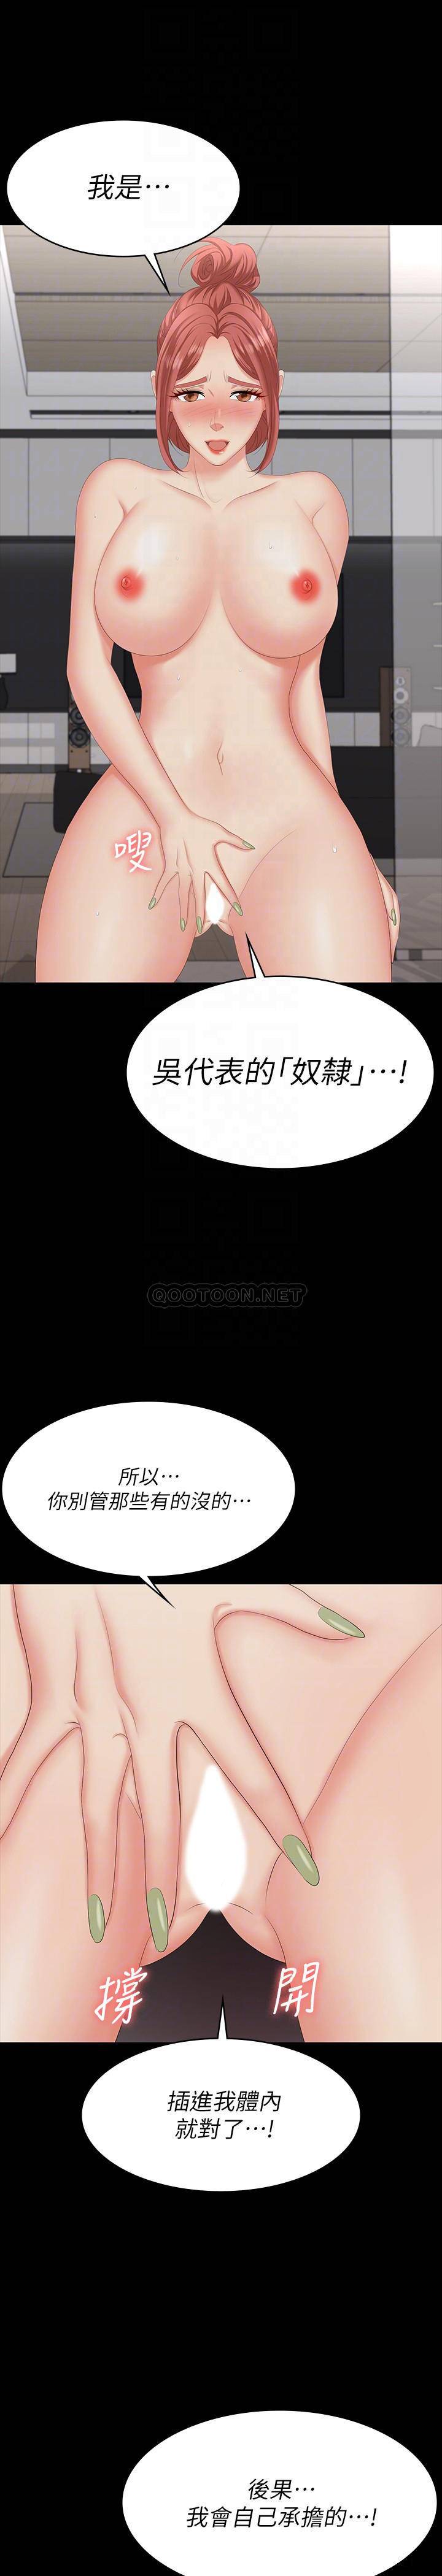 我是⋯
嗖
吳代表的「奴隸」⋯!
QOOTOON.NET
所以⋯
你別管那些有的沒的⋯
撐開
插進我體內
就對了⋯!
後果⋯
我會自己承擔的⋯!